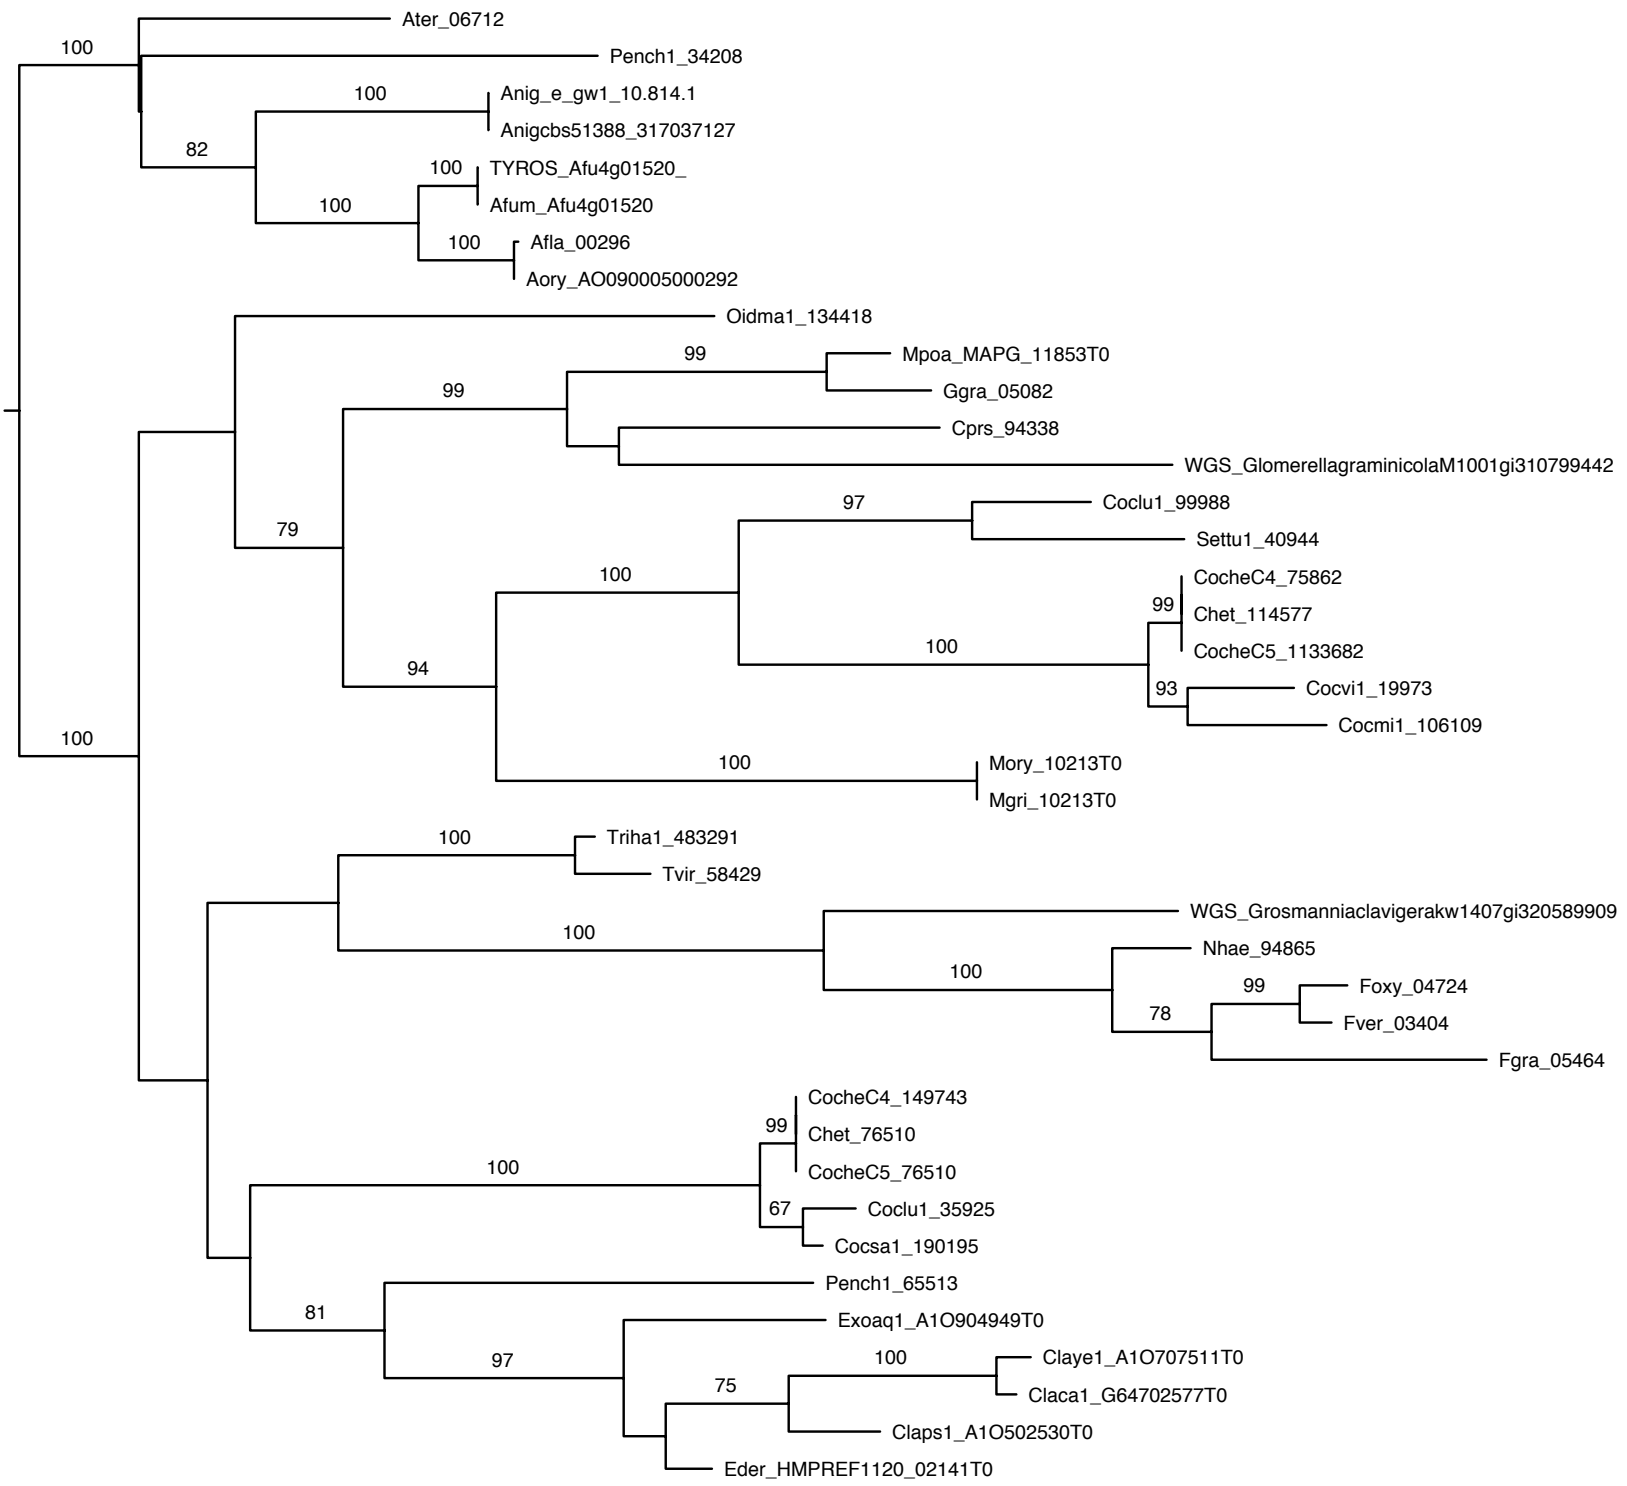 Ater_06712
100
Pench1_34208
100
Anig_e_gw1_10.814.1
Anigcbs51388_317037127
82
100
TYROS_Afu4g01520_
100
Afum_Afu4g01520
100
Afla_00296
Aory_AO090005000292
Oidma1_134418
99
Mpoa_MAPG_11853T0
99
Ggra_05082
Cprs_94338
WGS_GlomerellagraminicolaM1001gi310799442
97
Coclu1_99988
79
Settu1_40944
100
CocheC4_75862
99
Chet_114577
100
CocheC5_1133682
94
93
Cocvi1_19973
Cocmi1_106109
100
100
Mory_10213T0
Mgri_10213T0
100
Triha1_483291
Tvir_58429
WGS_Grosmanniaclavigerakw1407gi320589909
100
Nhae_94865
100
99
Foxy_04724
78
Fver_03404
Fgra_05464
CocheC4_149743
99
Chet_76510
100
CocheC5_76510
67
Coclu1_35925
Cocsa1_190195
Pench1_65513
81
Exoaq1_A1O904949T0
97
100
Claye1_A1O707511T0
75
Claca1_G64702577T0
Claps1_A1O502530T0
Eder_HMPREF1120_02141T0